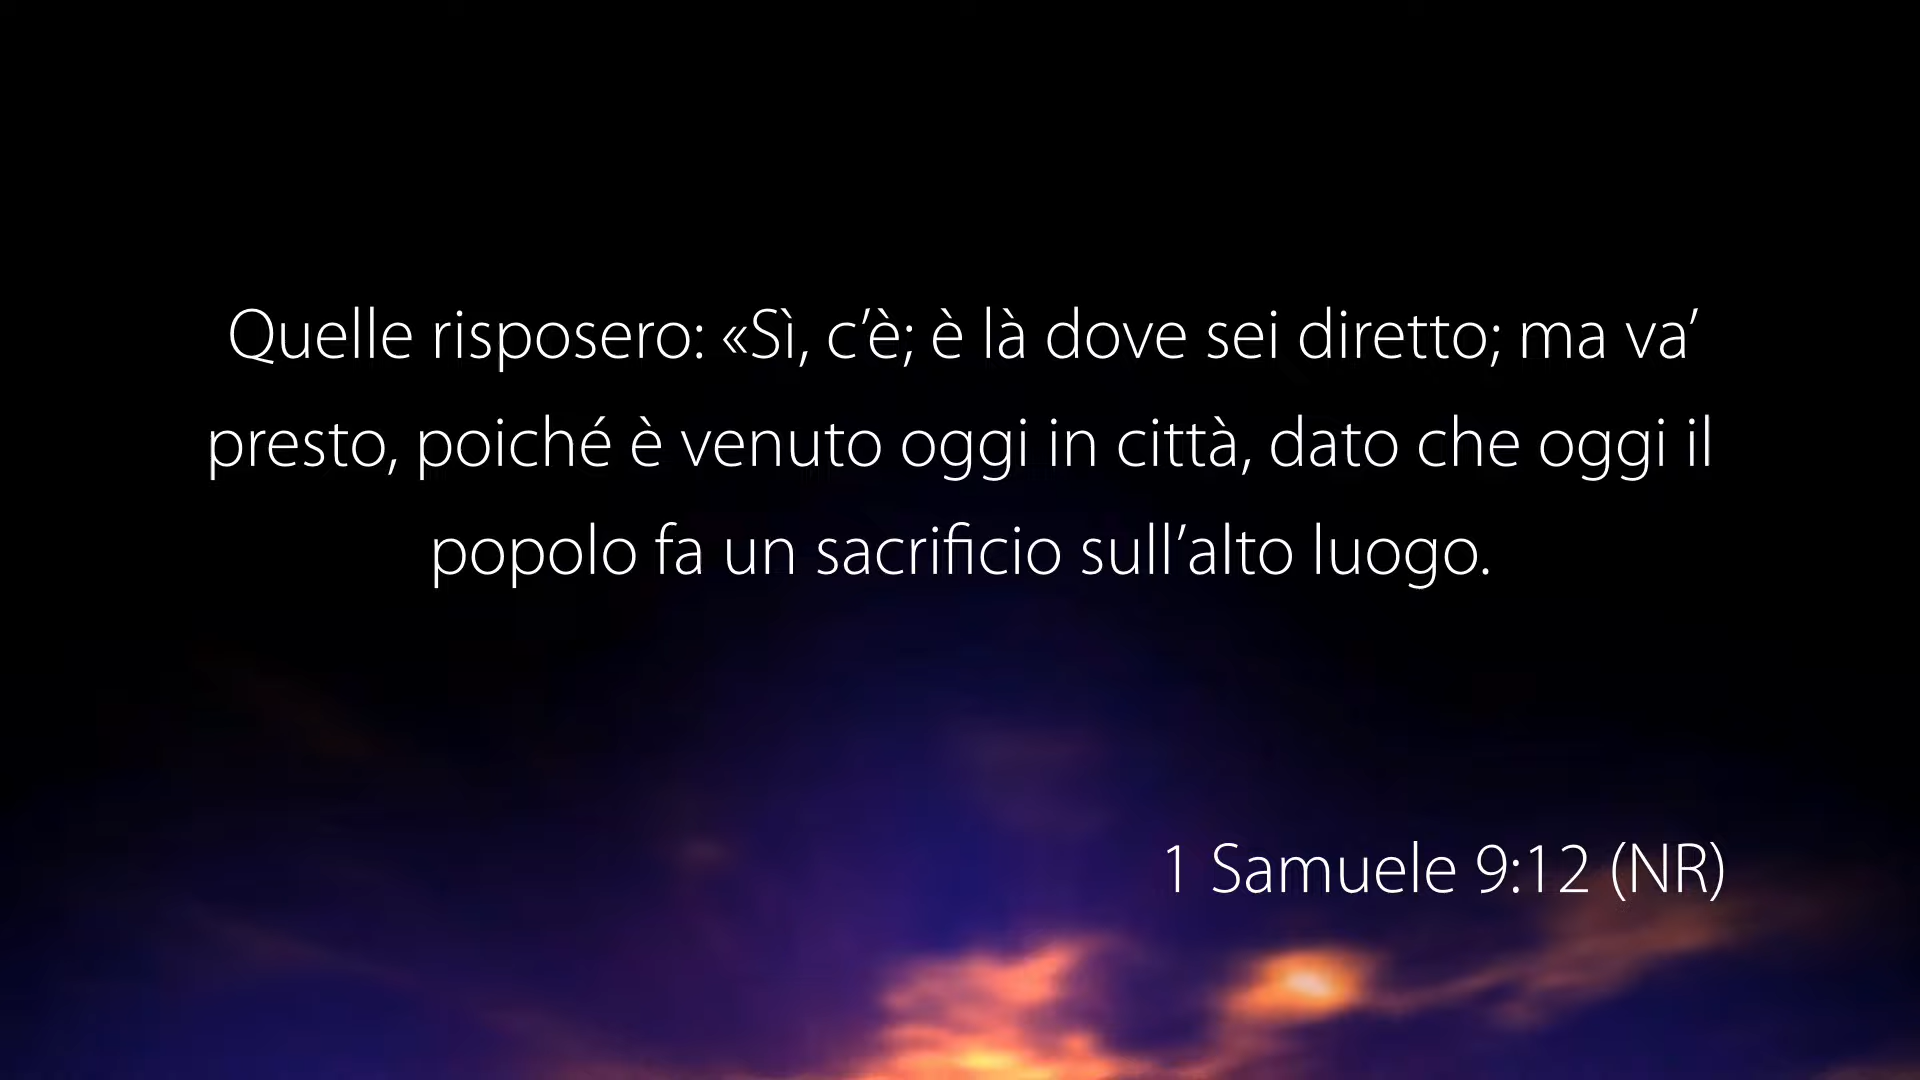 Quelle risposero: «Sì, c’è; è là dove sei diretto; ma va’
presto, poiché è venuto oggi in città, dato che oggi il
popolo fa un sacrificio sull’alto luogo.
1 Samuele 9:12 (NR)